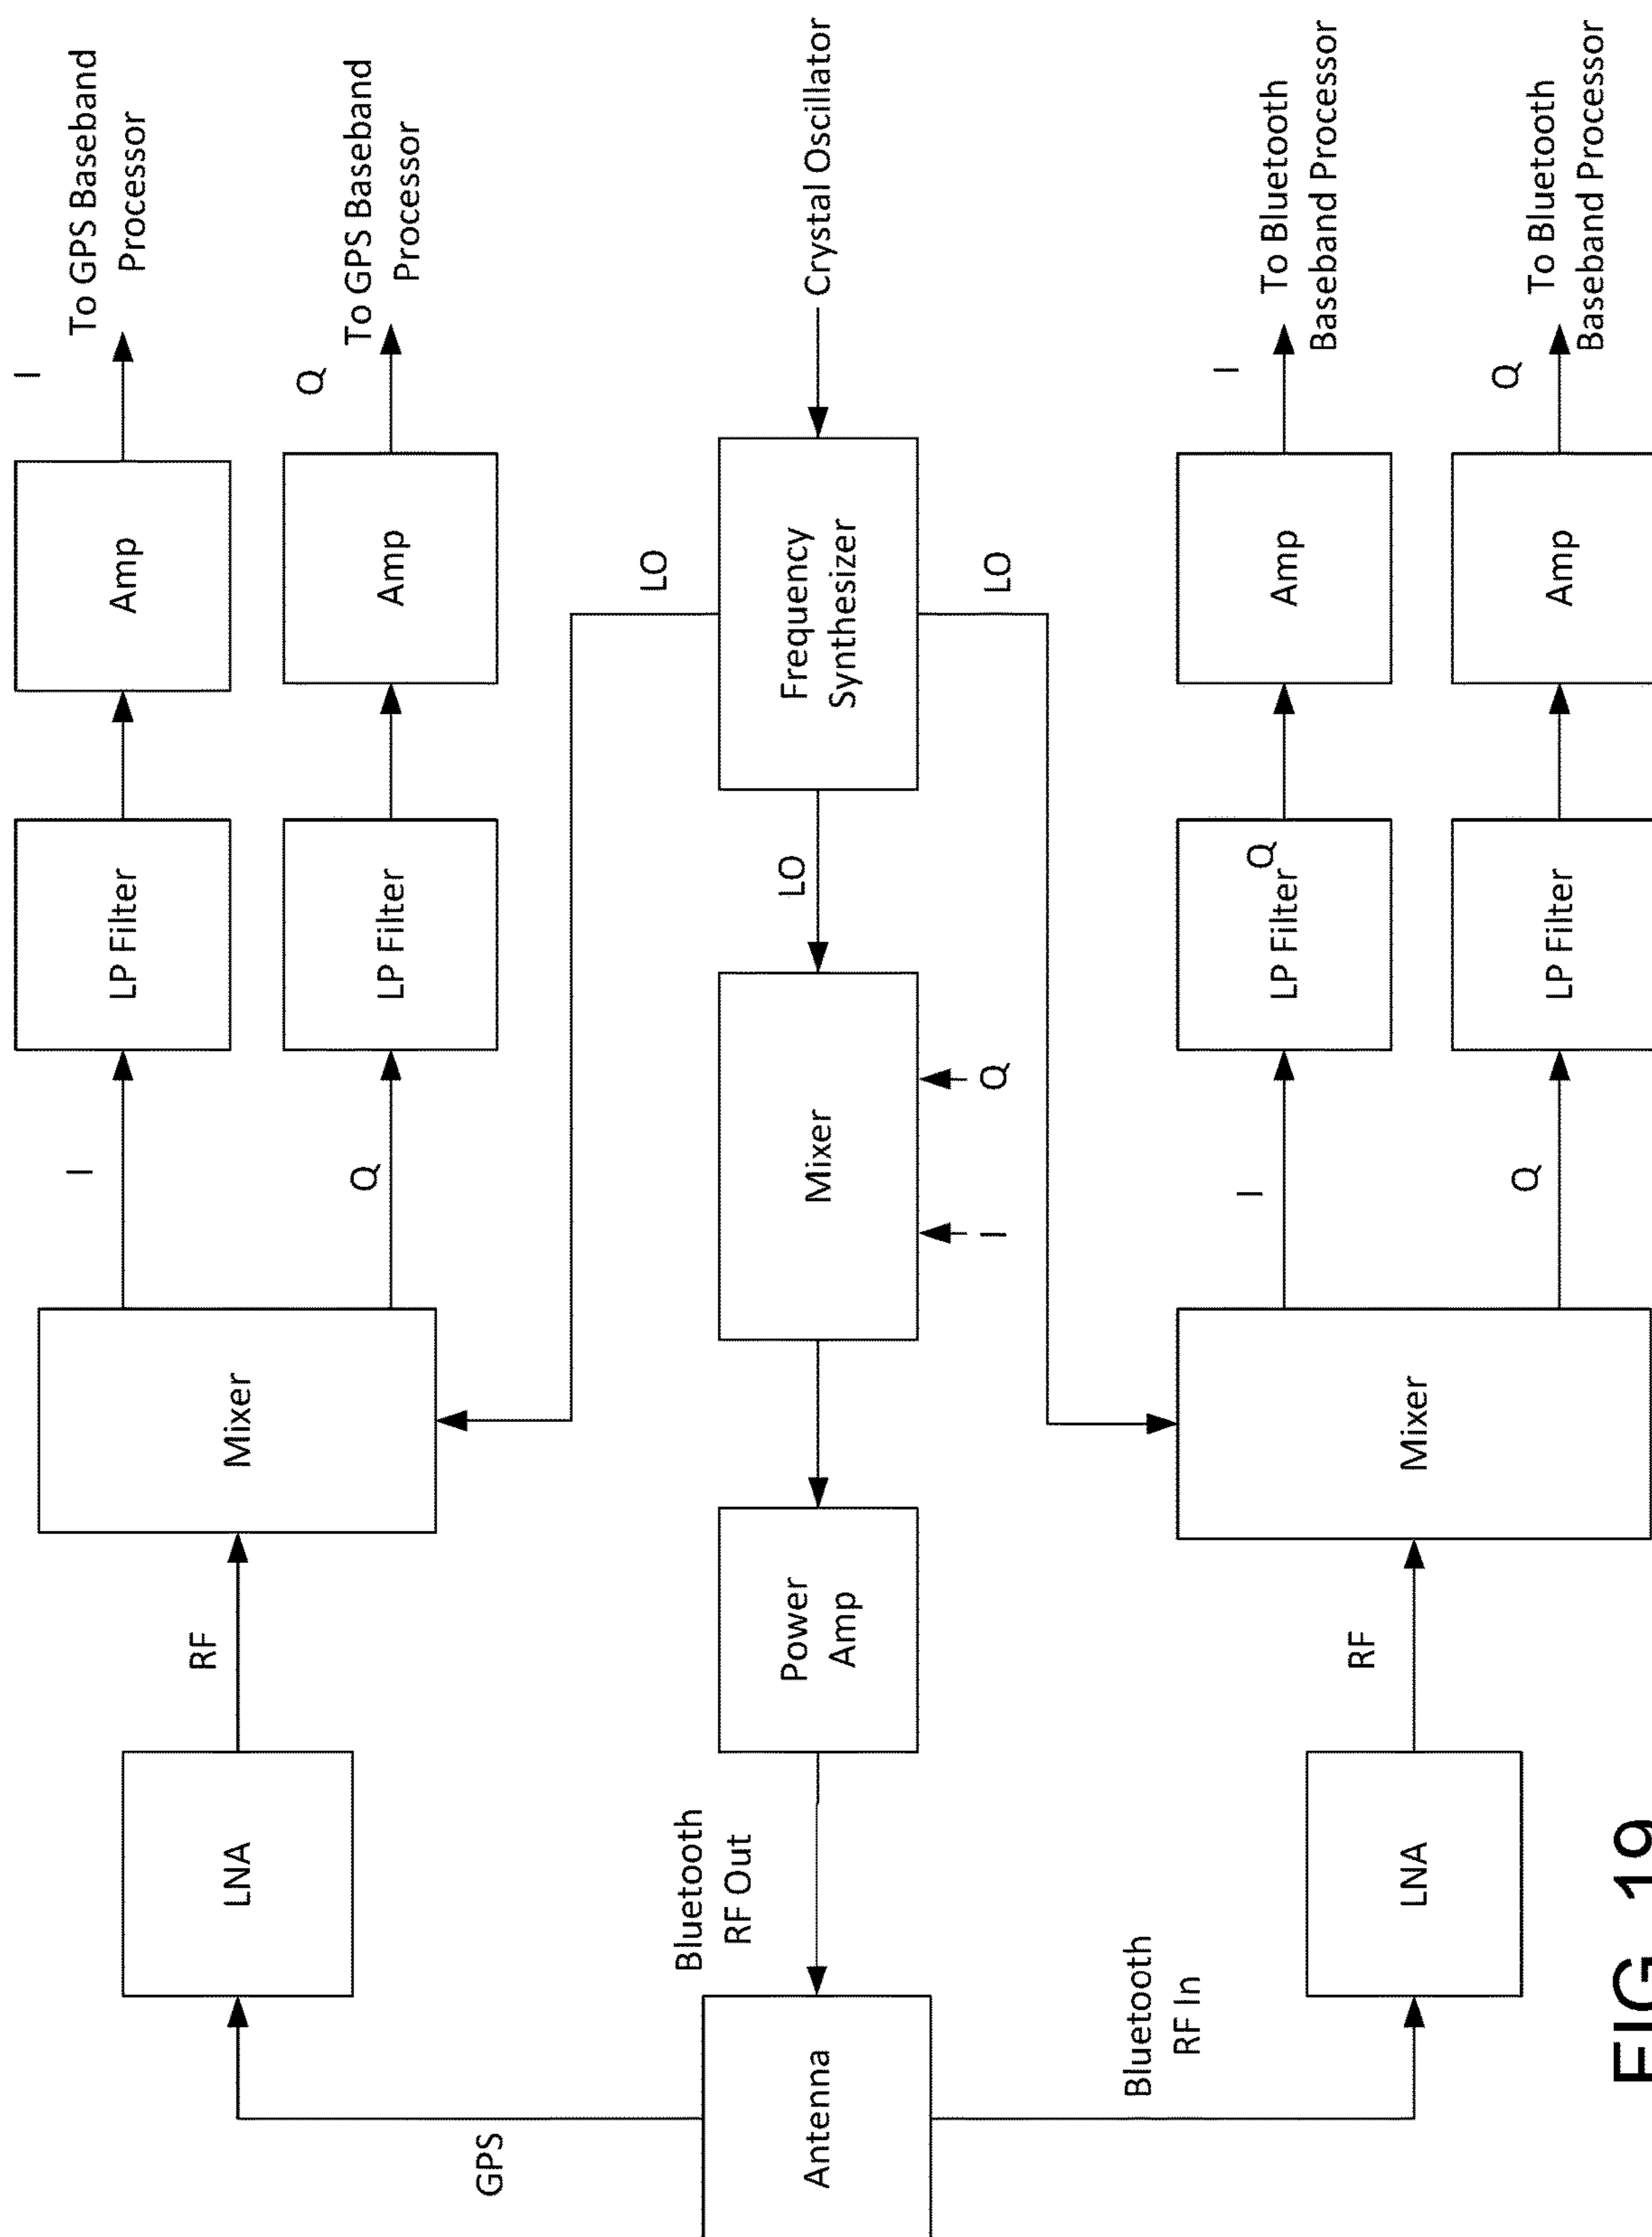 GPS
LNA
RF
Mixer
I
Q
LP Filter
LP Filter
Amp
Amp
I
To GPS Baseband
Processor
Q
To GPS Baseband
Processor
Antenna
Bluetooth
RF Out
Power
Amp
Mixer
I
Q
LO
Frequency
Synthesizer
LO
LO
Crystal Oscillator
Bluetooth
RF In
LNA
RF
Mixer
I
Q
LP Filter
Q
LP Filter
Amp
Amp
I
To Bluetooth
Baseband Processor
Q
To Bluetooth
Baseband Processor
FIG 19